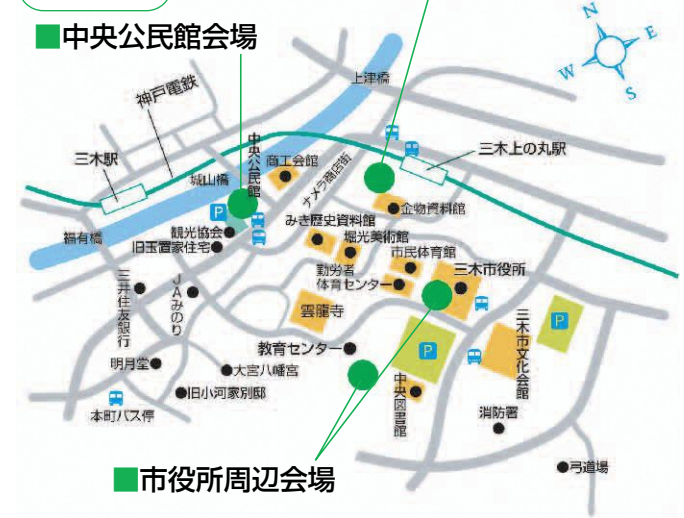 ■中央公民館会場
N
E
W
S
上津橋
神戸電鉄
中央公民館
商工会館
ナメラ商店街
三木上の丸駅
三木駅
城山橋
P
金物資料館
観光協会
みき歴史資料館
福有橋
旧玉置家住宅
堀光美術館
市民体育館
三木市役所
勤労者
体育センター
三井住友銀行
JAみのり
雲龍寺
P
三木市文化会館
教育センター
P
明月堂
大宮八幡宮
旧小河家別邸
中央図書館
本町バス停
消防署
弓道場
■市役所周辺会場